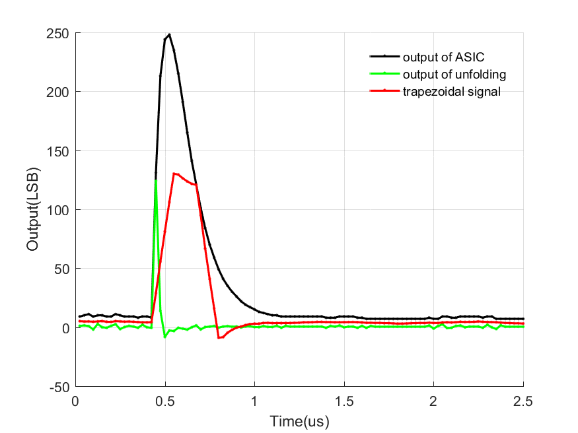 250
output of ASIC
output of unfolding
trapezoidal signal
200
150
100
50
0
-50
Output(LSB)
0 0.5 1 1.5 2 2.5
Time(us)